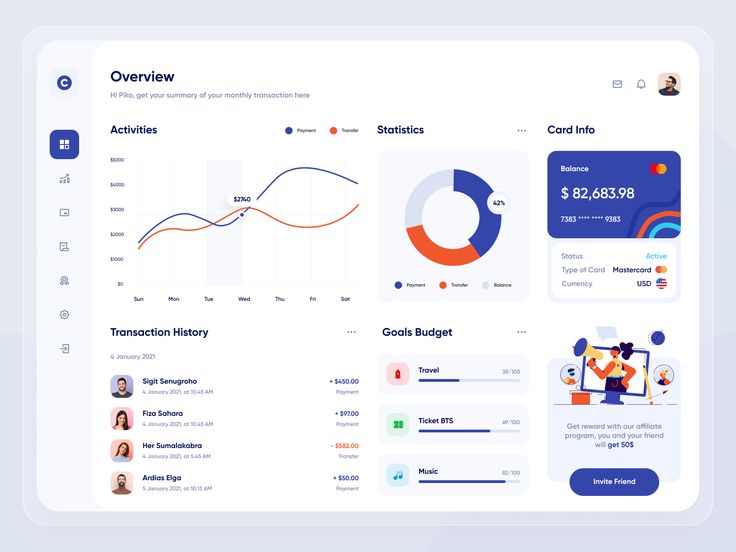 C
Overview
Hi Piko, get your summary of your monthly transaction here
Activities
Payment
Transfer
$5000
$4000
$3000
$2000
$1000
$0
$2740
Sun
Mon
Tue
Wed
Thu
Fri
Sat
Statistics
42%
Payment
Transfer
Balance
Card Info
Balance
$ 82,683.98
7383 **** **** 9383
Status Active
Type of Card Mastercard
Currency USD
Transaction History
4 January 2021
Sigit Senugroho + $450.00
4 January 2021, at 10.45 AM Payment
Fiza Sahara + $97.00
4 January 2021, at 10.45 AM Payment
Her Sumalakabra - $582.00
4 January 2021, at 5.45 AM Transfer
Ardias Elga + $50.00
5 January 2021, at 10.13 AM Payment
Goals Budget
Travel 38/100
Ticket BTS 69/100
Music 82/100
Get reward with our affiliate
program, you and your friend
will get 50$
Invite Friend